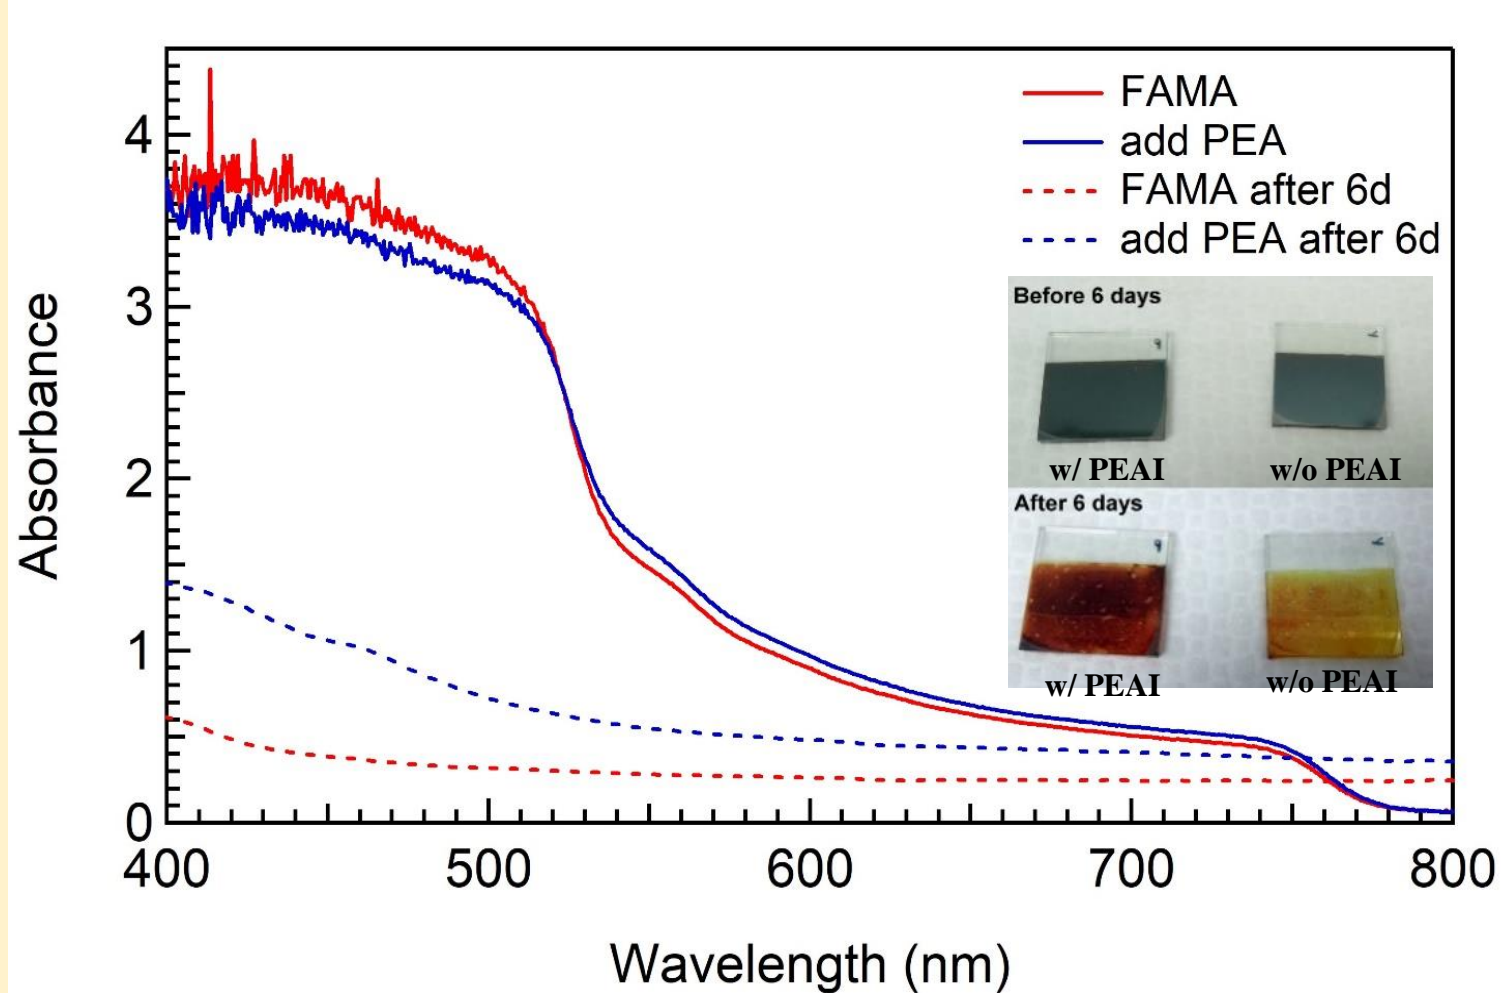 FAMA
add PEA
FAMA after 6d
add PEA after 6d
Before 6 days
w/ PEAI
w/o PEAI
After 6 days
w/ PEAI
w/o PEAI
Absorbance
4
3
2
1
0
400
500
600
700
800
Wavelength (nm)